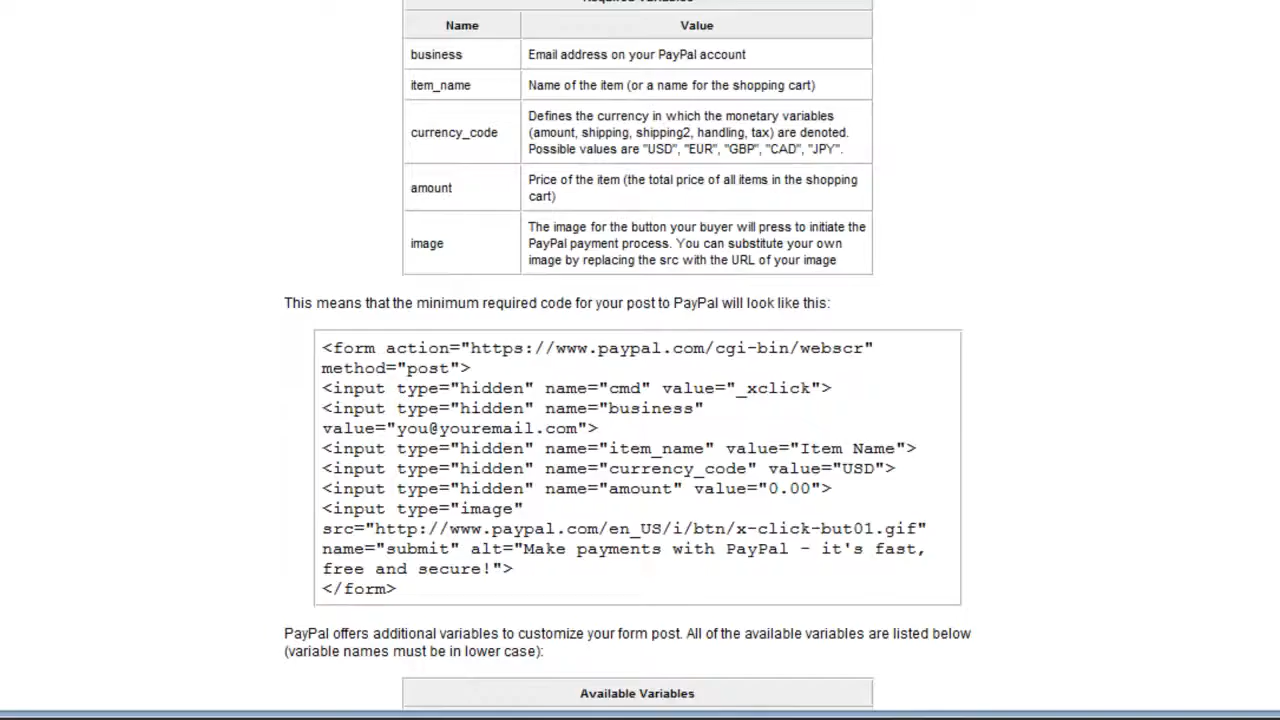 Required Variables
Name Value
business Email address on your PayPal account
item_name Name of the item (or a name for the shopping cart)
currency_code Defines the currency in which the monetary variables
(amount, shipping, shipping2, handling, tax) are denoted.
Possible values are "USD", "EUR", "GBP", "CAD", "JPY".
amount Price of the item (the total price of all items in the shopping
cart)
image The image for the button your buyer will press to initiate the
PayPal payment process. You can substitute your own
image by replacing the src with the URL of your image
This means that the minimum required code for your post to PayPal will look like this:
<form action="https://www.paypal.com/cgi-bin/webscr"
method="post">
<input type="hidden" name="cmd" value="_xclick">
<input type="hidden" name="business"
value="you@youremail.com">
<input type="hidden" name="item_name" value="Item Name">
<input type="hidden" name="currency_code" value="USD">
<input type="hidden" name="amount" value="0.00">
<input type="image"
src="http://www.paypal.com/en_US/i/btn/x-click-but01.gif"
name="submit" alt="Make payments with PayPal - it's fast,
free and secure!">
</form>
PayPal offers additional variables to customize your form post. All of the available variables are listed below
(variable names must be in lower case):
Available Variables